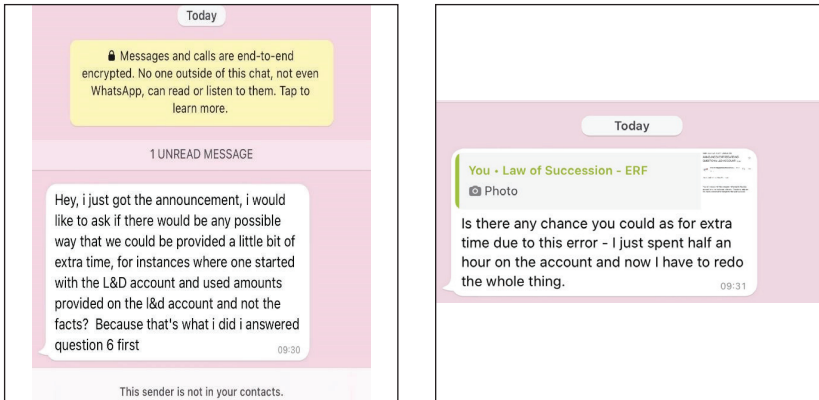 Today
Messages and calls are end-to-end
encrypted. No one outside of this chat, not even
WhatsApp, can read or listen to them. Tap to
learn more.
1 UNREAD MESSAGE
Hey, i just got the announcement, i would
like to ask if there would be any possible
way that we could be provided a little bit of
extra time, for instances where one started
with the L&D account and used amounts
provided on the l&d account and not the
facts? Because that's what i did i answered
question 6 first
09:30
This sender is not in your contacts.
Today
You • Law of Succession - ERF
Photo
Is there any chance you could as for extra
time due to this error - I just spent half an
hour on the account and now I have to redo
the whole thing.
09:31